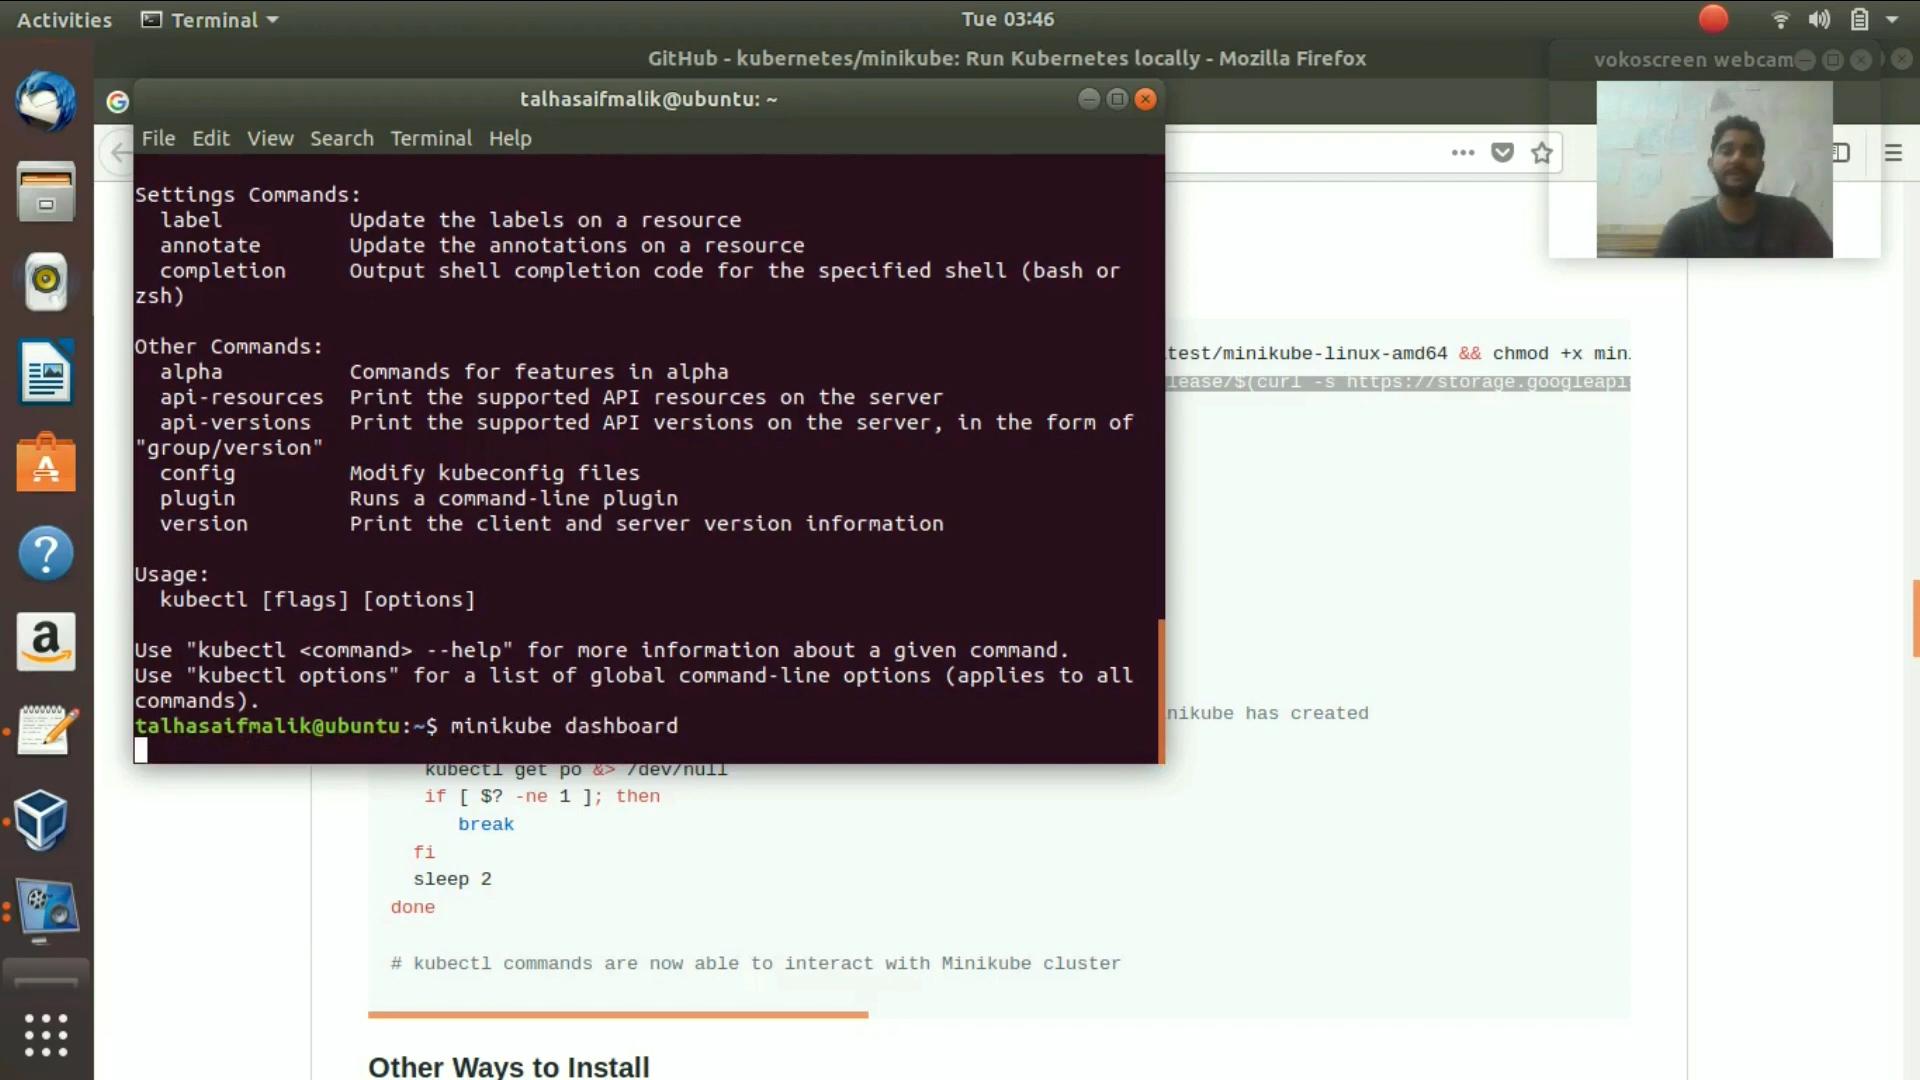 Activities
Terminal
Tue 03:46
GitHub - kubernetes/minikube: Run Kubernetes locally - Mozilla Firefox
vokoscreen webcam
talhasaifmalik@ubuntu: ~
File Edit View Search Terminal Help
Settings Commands:
label Update the labels on a resource
annotate Update the annotations on a resource
completion Output shell completion code for the specified shell (bash or
zsh)
Other Commands:
alpha Commands for features in alpha
api-resources Print the supported API resources on the server
api-versions Print the supported API versions on the server, in the form of
"group/version"
config Modify kubeconfig files
plugin Runs a command-line plugin
version Print the client and server version information
Usage:
kubectl [flags] [options]
Use "kubectl <command> --help" for more information about a given command.
Use "kubectl options" for a list of global command-line options (applies to all
commands).
talhasaifmalik@ubuntu:~$ minikube dashboard
test/minikube-linux-amd64 && chmod +x min
lease/$(curl -s https://storage.googleapi
nikube has created
kubectl get po &> /dev/null
if [ $? -ne 1 ]; then
break
fi
sleep 2
done
# kubectl commands are now able to interact with Minikube cluster
Other Ways to Install